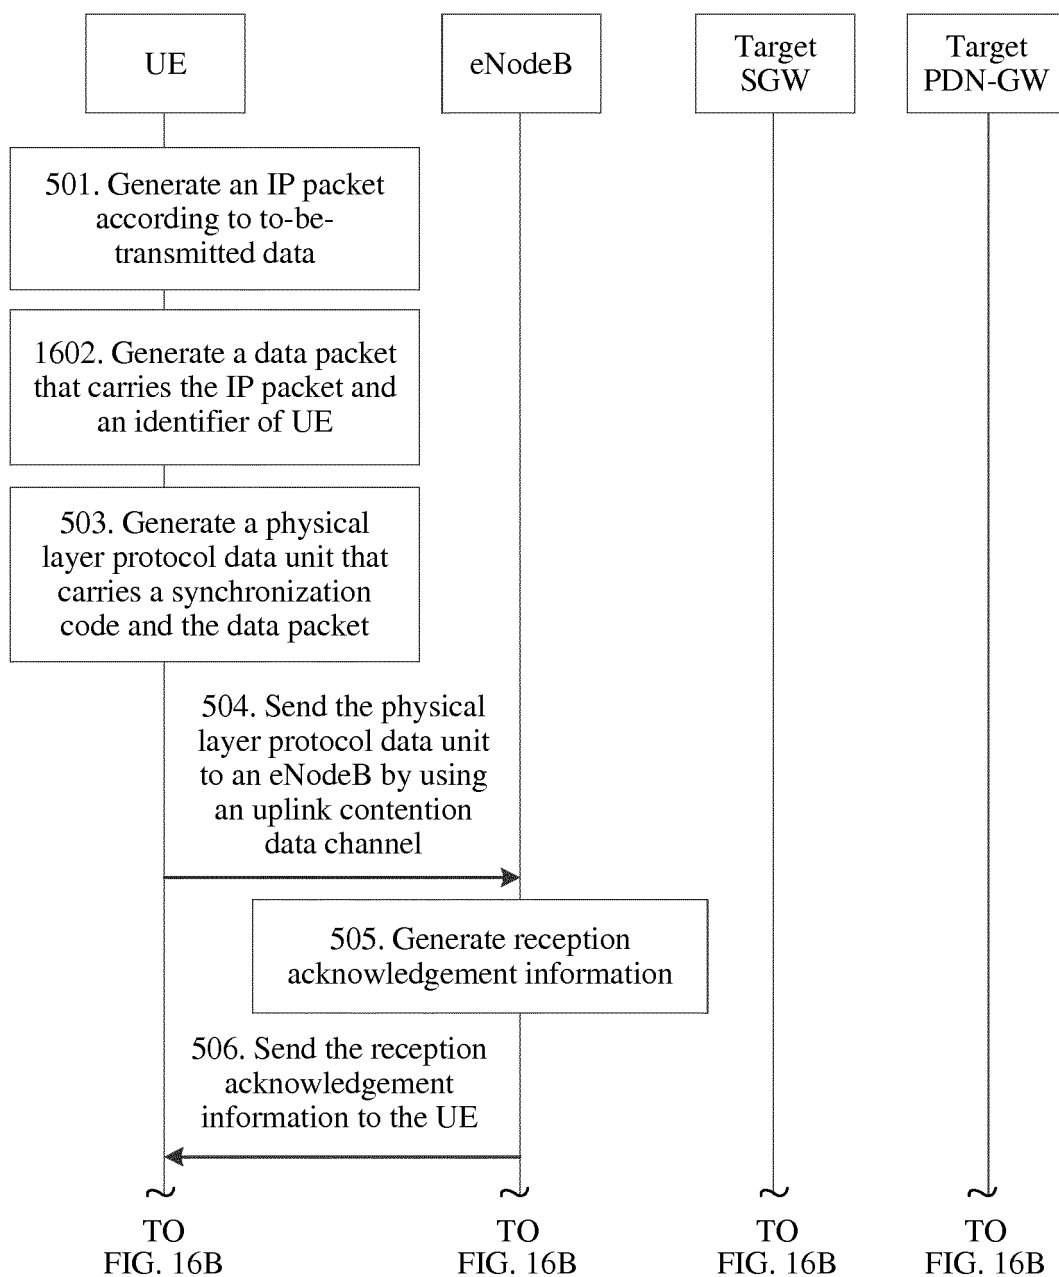 UE
eNodeB
Target
SGW
Target
PDN-GW
501. Generate an IP packet
according to to-be-
transmitted data
1602. Generate a data packet
that carries the IP packet and
an identifier of UE
503. Generate a physical
layer protocol data unit that
carries a synchronization
code and the data packet
504. Send the physical
layer protocol data unit
to an eNodeB by using
an uplink contention
data channel
505. Generate reception
acknowledgement information
506. Send the reception
acknowledgement
information to the UE
TO
FIG. 16B
TO
FIG. 16B
TO
FIG. 16B
TO
FIG. 16B